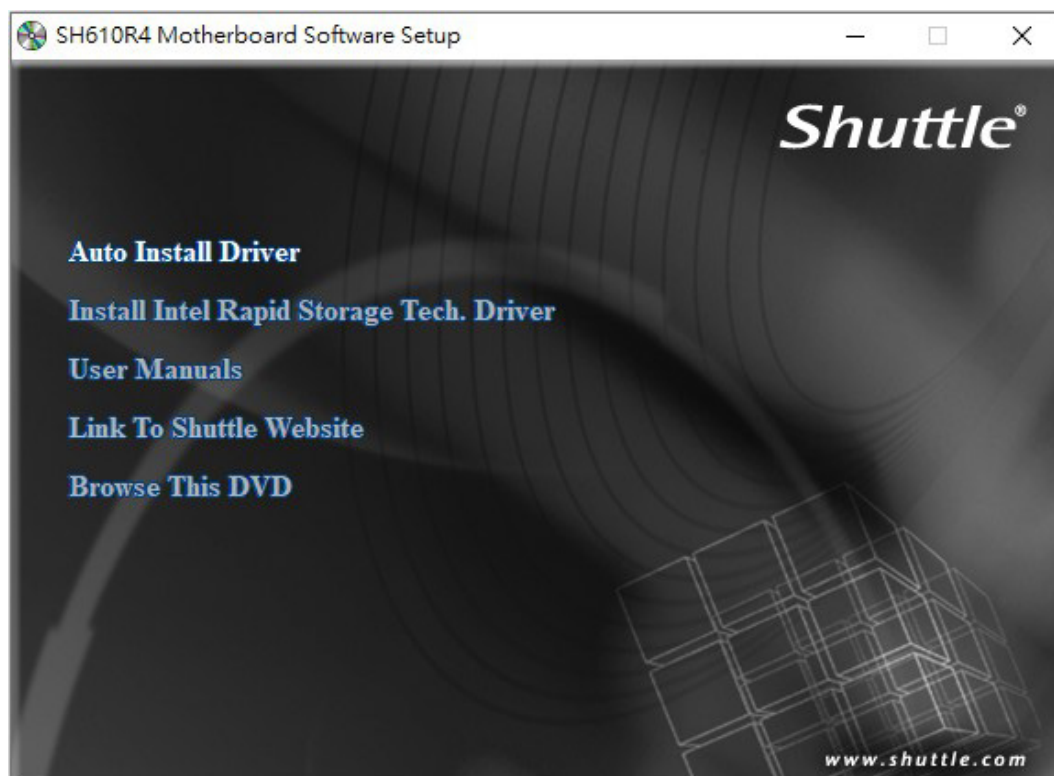 SH610R4 Motherboard Software Setup
Shuttle®
Auto Install Driver
Install Intel Rapid Storage Tech. Driver
User Manuals
Link To Shuttle Website
Browse This DVD
www.shuttle.com